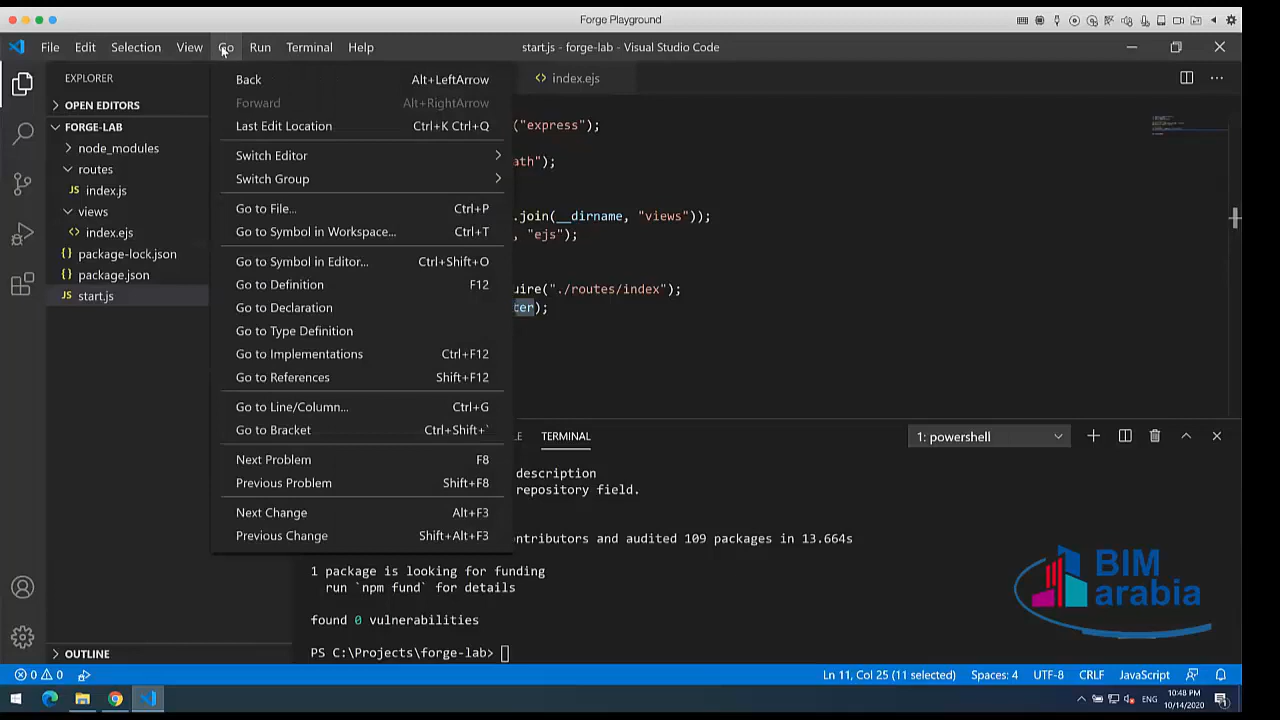 Forge Playground
File Edit Selection View Go Run Terminal Help
start.js - forge-lab - Visual Studio Code
EXPLORER
OPEN EDITORS
FORGE-LAB
node_modules
routes
JS index.js
views
<> index.ejs
{} package-lock.json
{} package.json
JS start.js
OUTLINE
Back Alt+LeftArrow
Forward Alt+RightArrow
Last Edit Location Ctrl+K Ctrl+Q
Switch Editor
Switch Group
Go to File... Ctrl+P
Go to Symbol in Workspace... Ctrl+T
Go to Symbol in Editor... Ctrl+Shift+O
Go to Definition F12
Go to Declaration
Go to Type Definition
Go to Implementations Ctrl+F12
Go to References Shift+F12
Go to Line/Column... Ctrl+G
Go to Bracket Ctrl+Shift+`
Next Problem F8
Previous Problem Shift+F8
Next Change Alt+F3
Previous Change Shift+Alt+F3
<> index.ejs
("express");
ath");
.join(__dirname, "views"));
, "ejs");
uire("./routes/index");
ter);
LE TERMINAL
1: powershell
description
repository field.
ntributors and audited 109 packages in 13.664s
1 package is looking for funding
run `npm fund` for details
found 0 vulnerabilities
PS C:\Projects\forge-lab>
BIM
arabia
0 0
Ln 11, Col 25 (11 selected) Spaces: 4 UTF-8 CRLF JavaScript
ENG
10:48 PM
10/14/2020